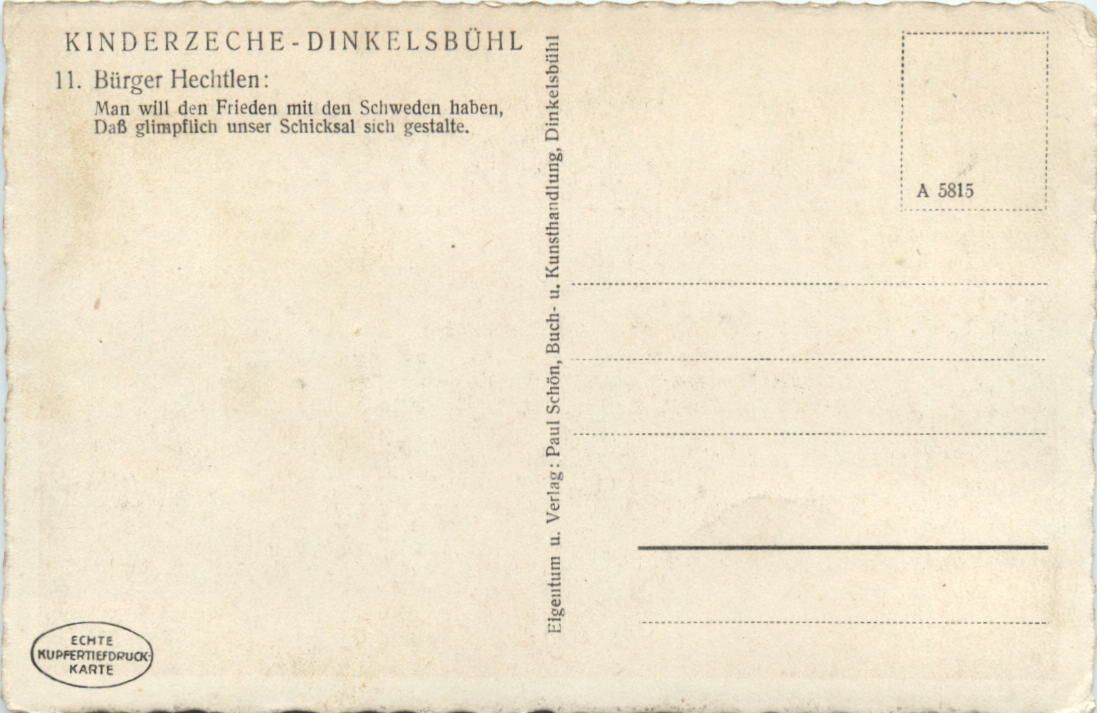 KINDERZECHE-DINKELSBÜHL
11. Bürger Hechtlen:
Man will den Frieden mit den Schweden haben,
Daß glimpflich unser Schicksal sich gestalte.
Eigentum u. Verlag: Paul Schön, Buch- u. Kunsthandlung, Dinkelsbühl
A 5815
ECHTE
KUPFERTIEFDRUCK-
KARTE